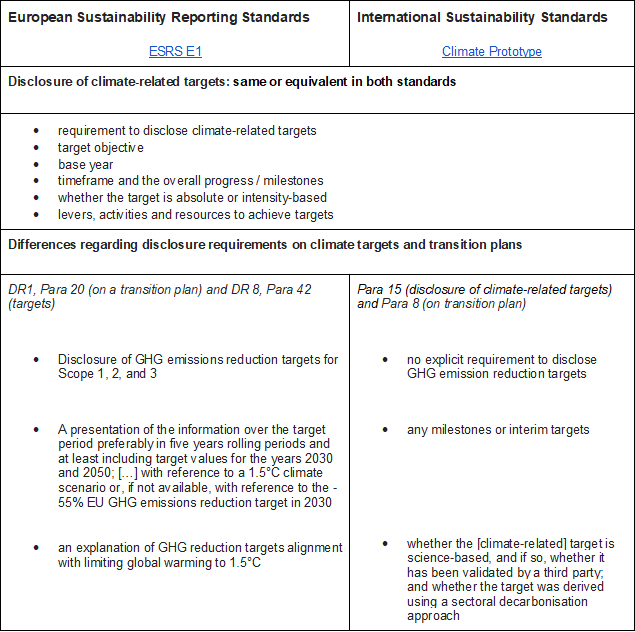 European Sustainability Reporting Standards
ESRS E1
International Sustainability Standards
Climate Prototype
Disclosure of climate-related targets: same or equivalent in both standards
• requirement to disclose climate-related targets
• target objective
• base year
• timeframe and the overall progress / milestones
• whether the target is absolute or intensity-based
• levers, activities and resources to achieve targets
Differences regarding disclosure requirements on climate targets and transition plans
DR1, Para 20 (on a transition plan) and DR 8, Para 42
(targets)
• Disclosure of GHG emissions reduction targets for
Scope 1, 2, and 3
• A presentation of the information over the target
period preferably in five years rolling periods and
at least including target values for the years 2030
and 2050; […] with reference to a 1.5°C climate
scenario or, if not available, with reference to the -
55% EU GHG emissions reduction target in 2030
• an explanation of GHG reduction targets alignment
with limiting global warming to 1.5°C
Para 15 (disclosure of climate-related targets)
and Para 8 (on transition plan)
• no explicit requirement to disclose
GHG emission reduction targets
• any milestones or interim targets
• whether the [climate-related] target is
science-based, and if so, whether it
has been validated by a third party;
and whether the target was derived
using a sectoral decarbonisation
approach